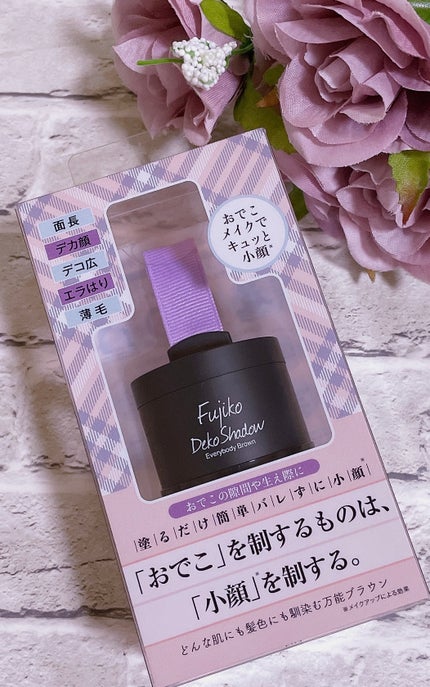 面長
デカ顔
デコ広
エラはり
薄毛
おでこ
メイクで
キュッと
小顔※
Fujiko
Deko Shadow
Everybody Brown
おでこの隙間や生え際に
塗るだけ簡単バレずに小顔※
「おでこ」を制するものは、
「小顔」※を制する。
どんな肌にも髪色にも馴染む万能ブラウン
※メイクアップによる効果